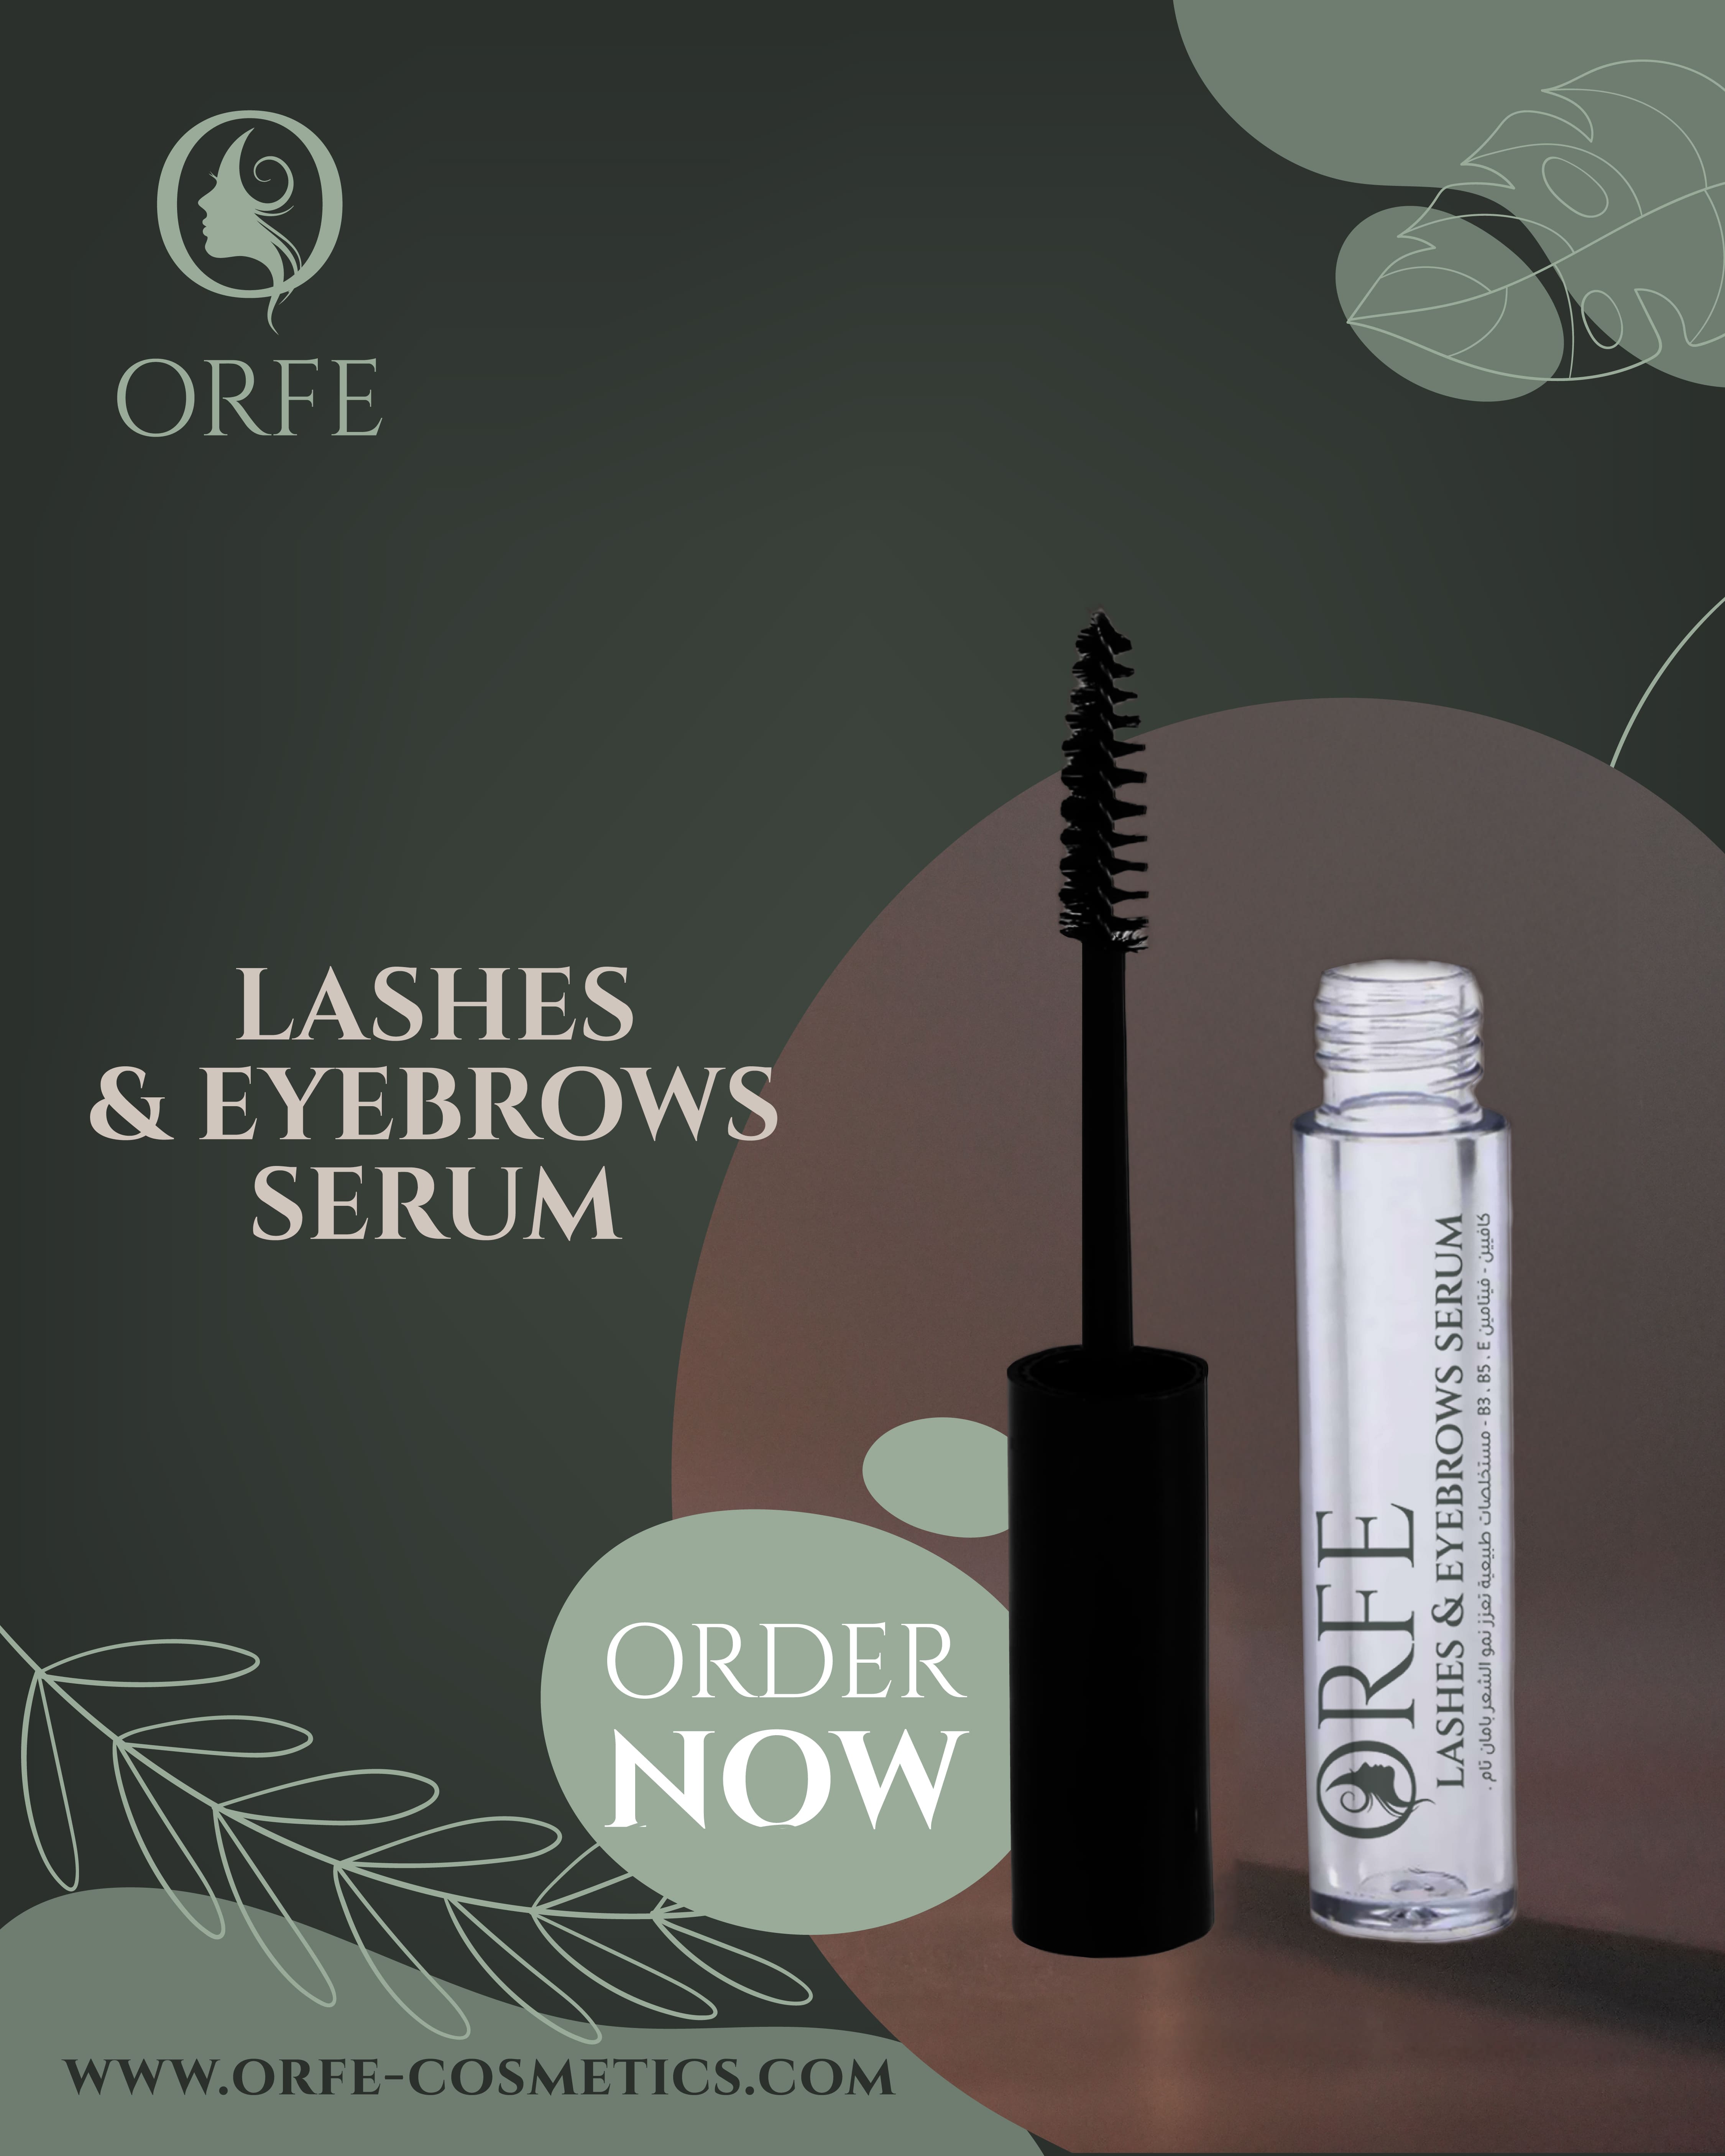 ORFE
LASHES
& EYEBROWS
SERUM
ORDER
NOW
ORFE
LASHES & EYEBROWS SERUM
كافيين - فيتامين B3 ، B5 ، E - مستخلصات طبيعية تعزز نمو الشعر بأمان تام .
WWW.ORFE-COSMETICS.COM